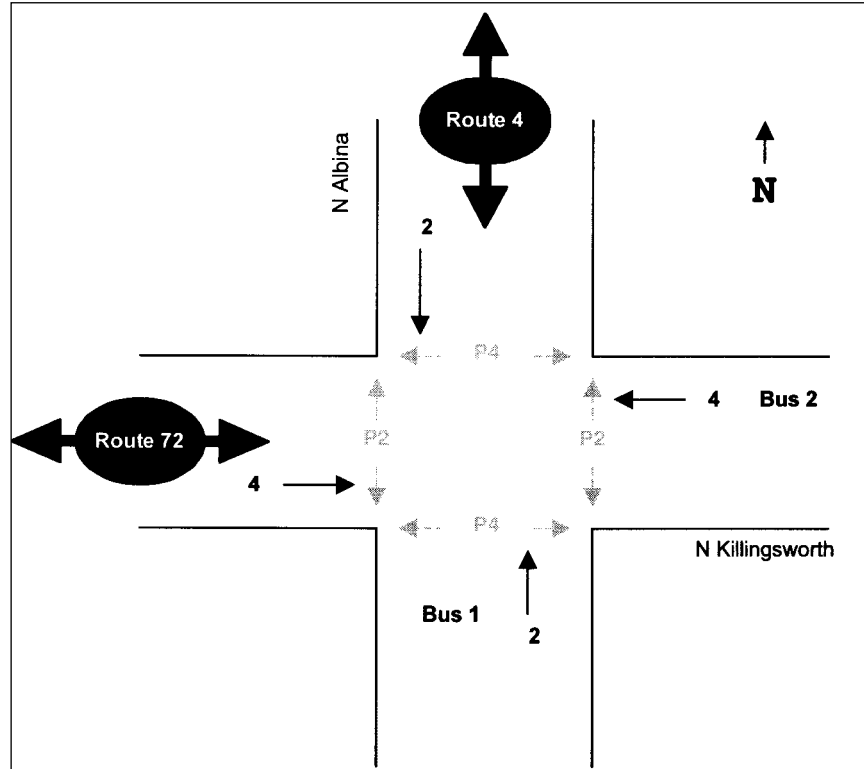 Route 4
N Albina
N
2
P4
4 Bus 2
Route 72
P2
P2
4
P4
N Killingsworth
Bus 1
2